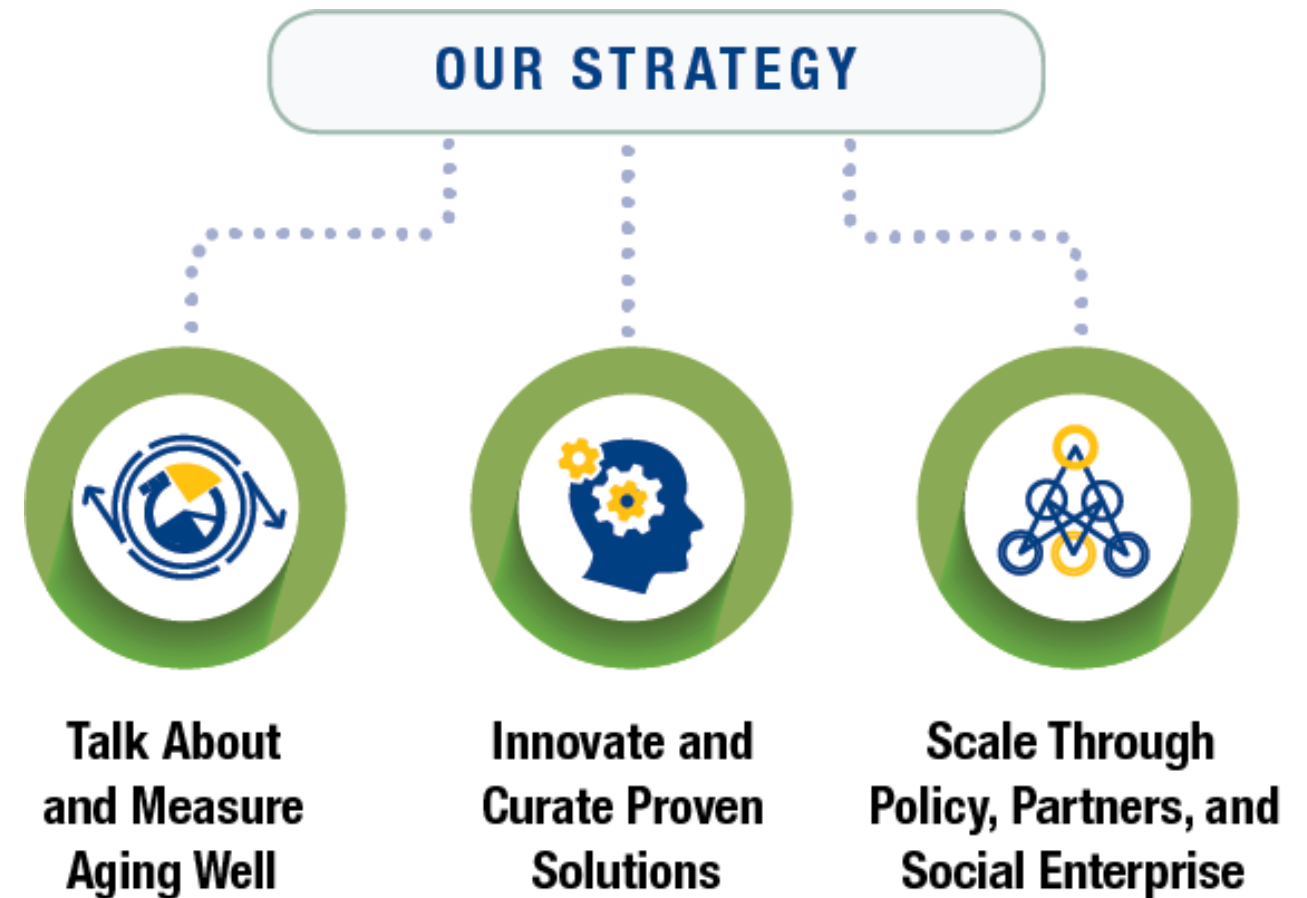 OUR STRATEGY
Talk About
and Measure
Aging Well
Innovate and
Curate Proven
Solutions
Scale Through
Policy, Partners, and
Social Enterprise